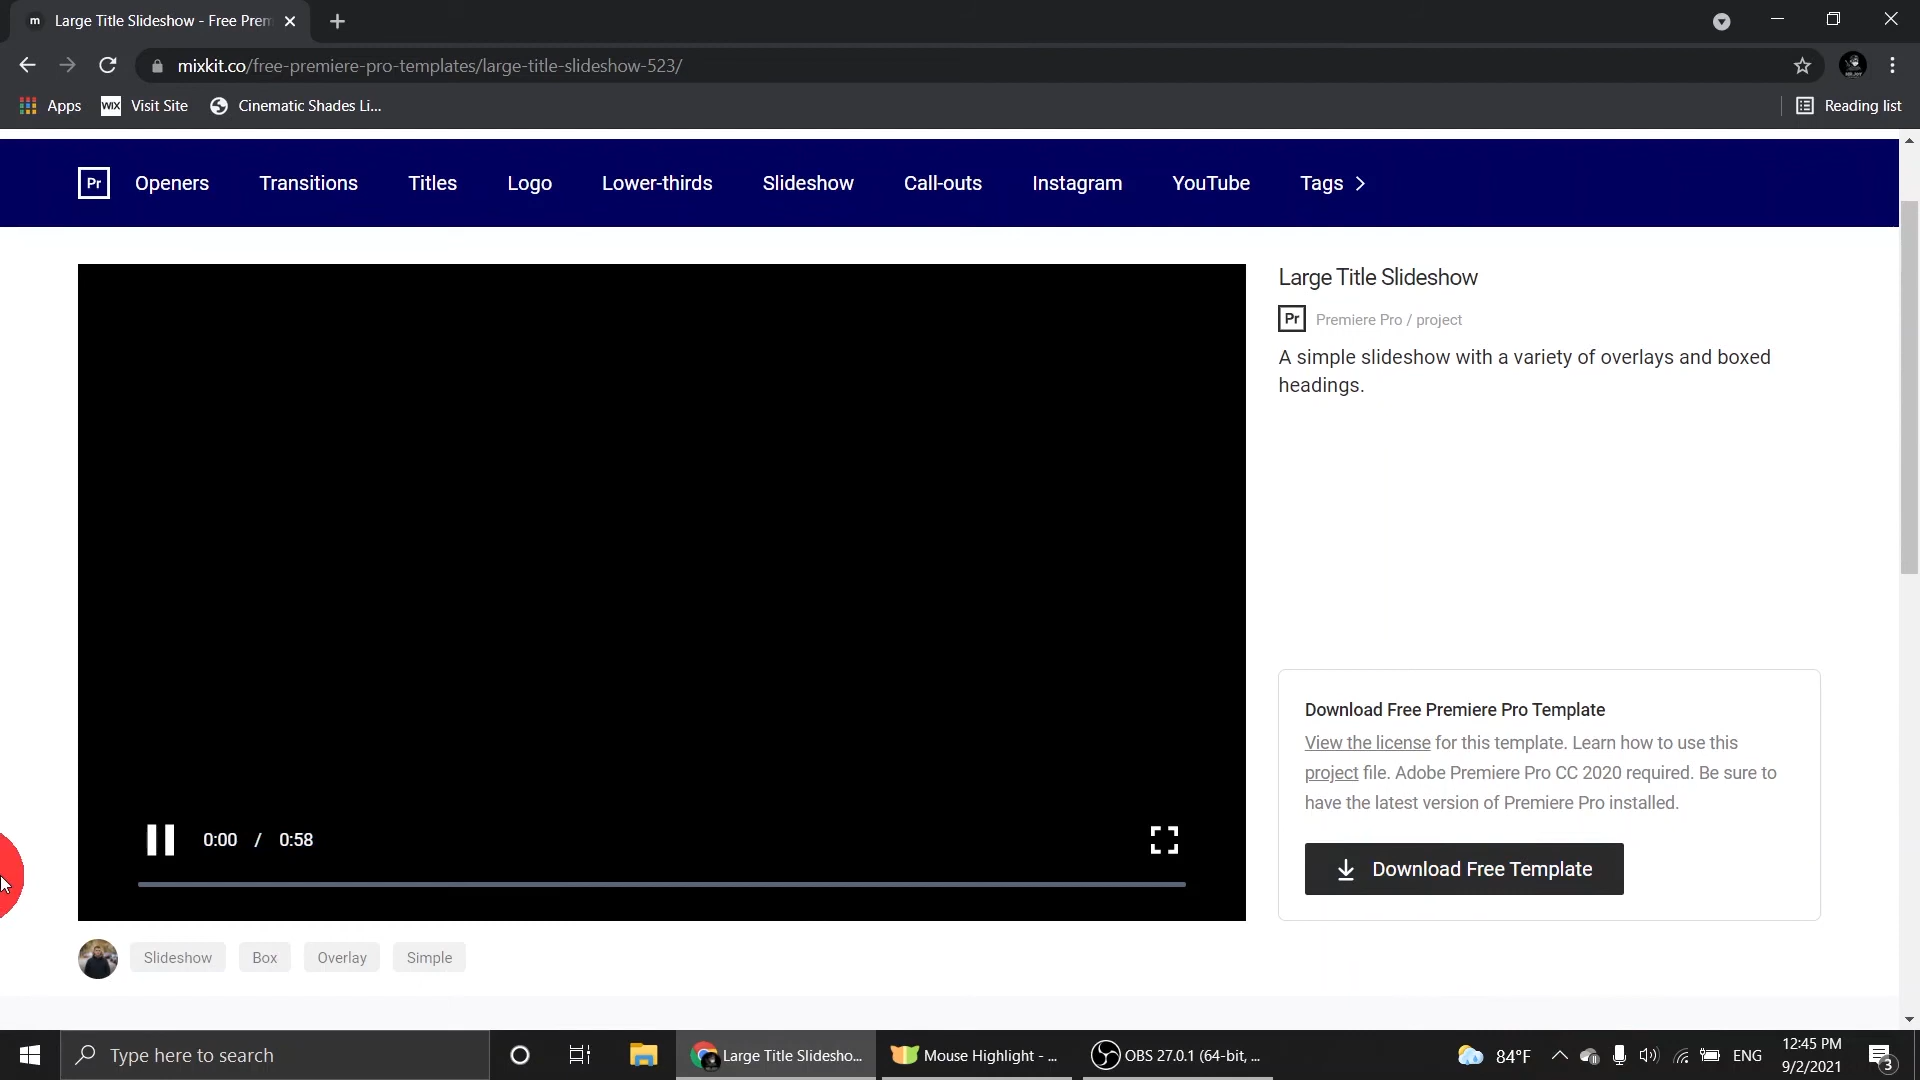 m Large Title Slideshow - Free Prem
mixkit.co/free-premiere-pro-templates/large-title-slideshow-523/
Apps WIX Visit Site Cinematic Shades Li... Reading list
Pr Openers Transitions Titles Logo Lower-thirds Slideshow Call-outs Instagram YouTube Tags
Large Title Slideshow
Pr Premiere Pro / project
A simple slideshow with a variety of overlays and boxed
headings.
Download Free Premiere Pro Template
View the license for this template. Learn how to use this
project file. Adobe Premiere Pro CC 2020 required. Be sure to
have the latest version of Premiere Pro installed.
0:00 / 0:58
Download Free Template
Slideshow Box Overlay Simple
Type here to search
Large Title Slidesho...
Mouse Highlight - ...
OBS 27.0.1 (64-bit, ...
84°F
ENG
12:45 PM
9/2/2021
3